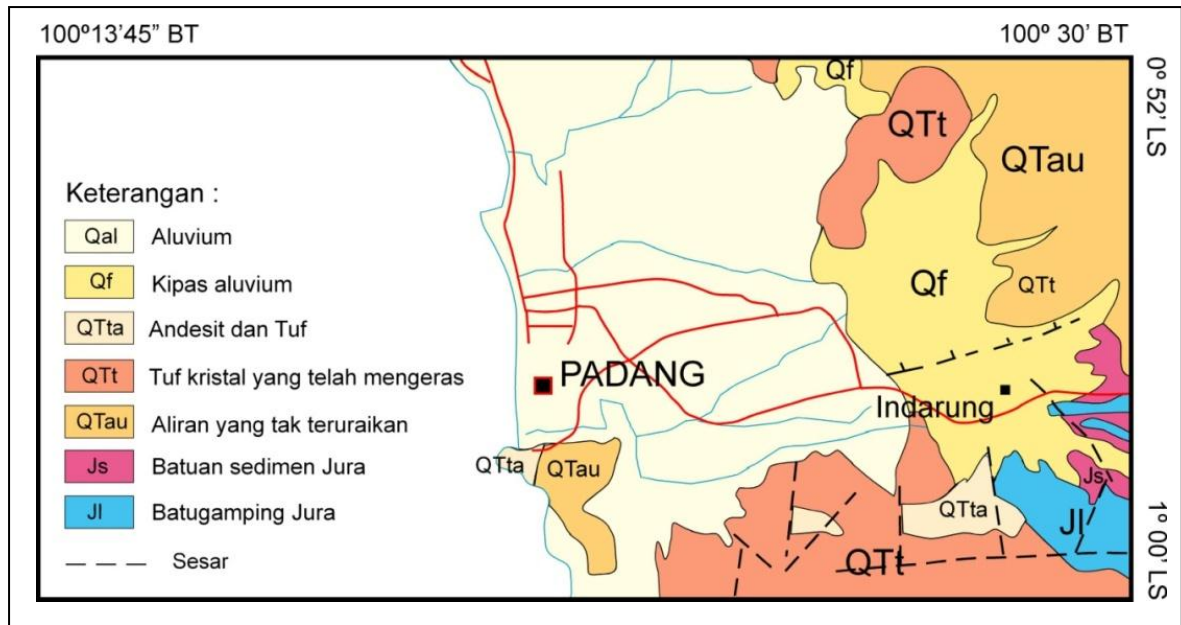 100º13'45" BT
100º 30' BT
0º 52' LS
1º 00' LS
Keterangan :
Qal Aluvium
Qf Kipas aluvium
QTta Andesit dan Tuf
QTt Tuf kristal yang telah mengeras
QTau Aliran yang tak teruraikan
Js Batuan sedimen Jura
Jl Batugamping Jura
Sesar
Qf
QTt
QTau
Qf
QTt
PADANG
Indarung
QTta
QTau
QTta
Js
Jl
QTt